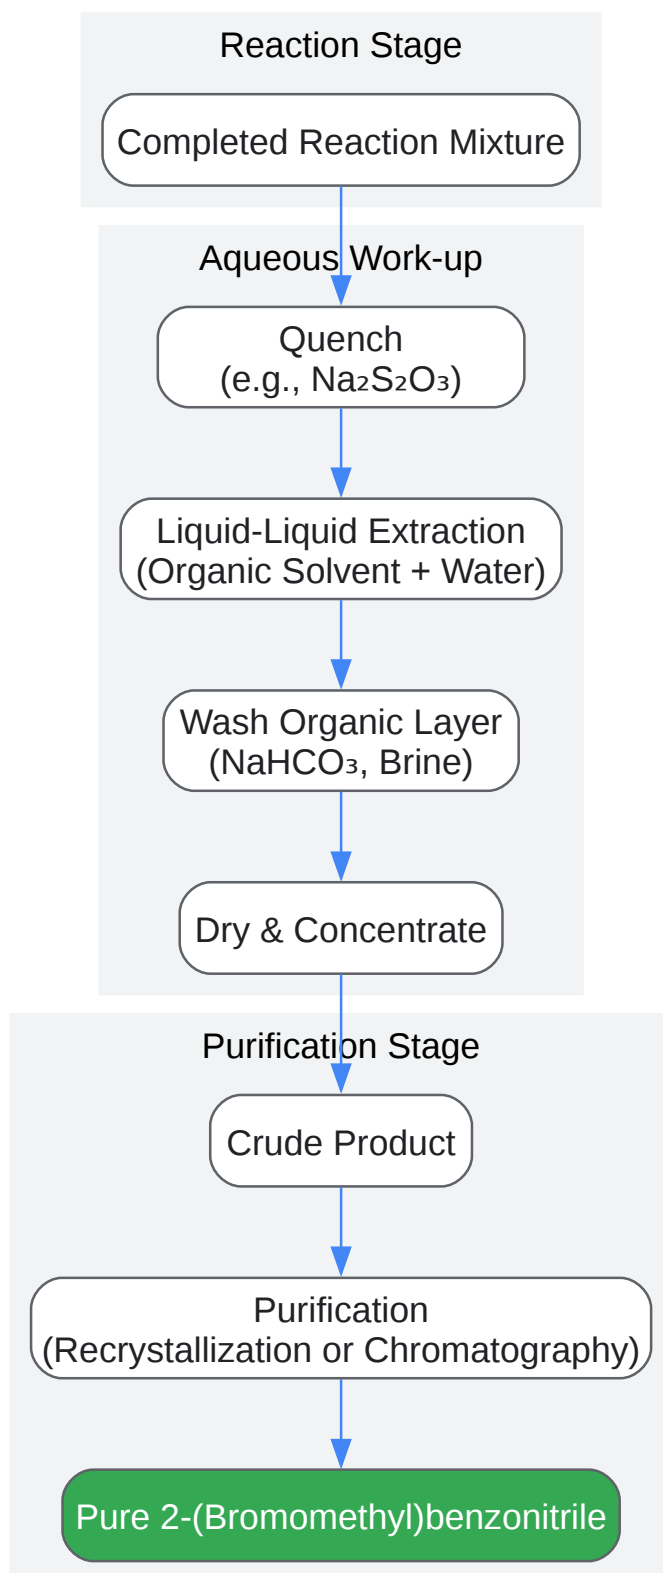 Reaction Stage
Completed Reaction Mixture
Aqueous Work-up
Quench
(e.g., Na₂S₂O₃)
Liquid-Liquid Extraction
(Organic Solvent + Water)
Wash Organic Layer
(NaHCO₃, Brine)
Dry & Concentrate
Purification Stage
Crude Product
Purification
(Recrystallization or Chromatography)
Pure 2-(Bromomethyl)benzonitrile